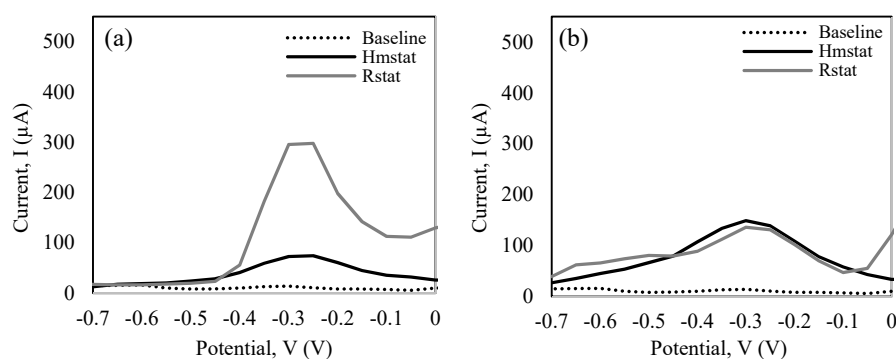 (a)
Baseline
Hmstat
Rstat
500
400
300
200
100
0
-0.7 -0.6 -0.5 -0.4 -0.3 -0.2 -0.1 0
Potential, V (V)
Current, I (µA)
(b)
Baseline
Hmstat
Rstat
500
400
300
200
100
0
-0.7 -0.6 -0.5 -0.4 -0.3 -0.2 -0.1 0
Potential, V (V)
Current, I (µA)